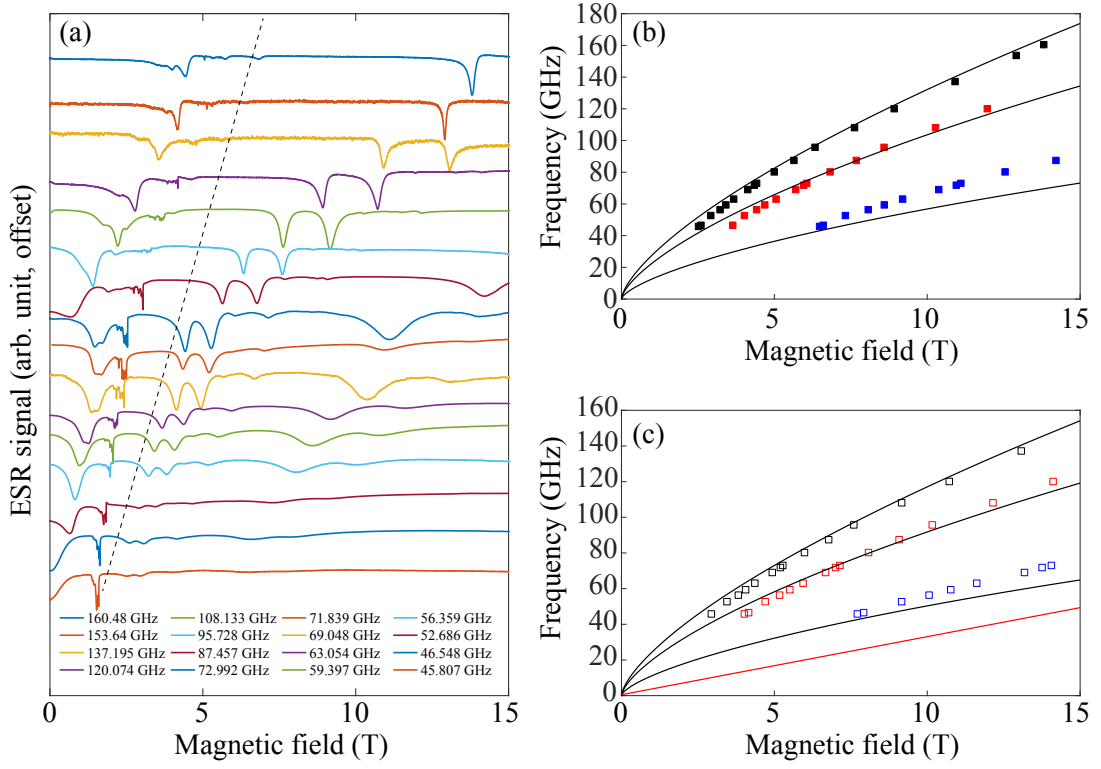 (a)
ESR signal (arb. unit, offset)
160.48 GHz 108.133 GHz 71.839 GHz 56.359 GHz
153.64 GHz 95.728 GHz 69.048 GHz 52.686 GHz
137.195 GHz 87.457 GHz 63.054 GHz 46.548 GHz
120.074 GHz 72.992 GHz 59.397 GHz 45.807 GHz
0 5 10 15
Magnetic field (T)
(b)
Frequency (GHz)
180
160
140
120
100
80
60
40
20
0
0 5 10 15
Magnetic field (T)
(c)
Frequency (GHz)
160
140
120
100
80
60
40
20
0
0 5 10 15
Magnetic field (T)